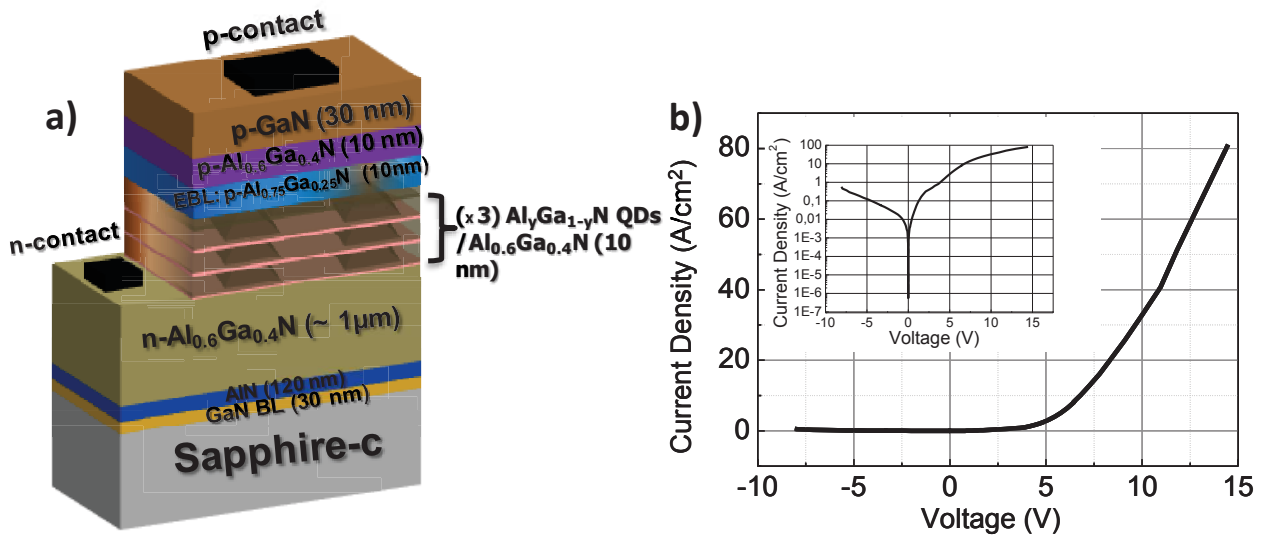 a)
p-contact
p-GaN (30 nm)
p-Al0.6Ga0.4N (10 nm)
EBL: p-Al0.75Ga0.25N (10nm)
(x 3) AlyGa1-yN QDs
/Al0.6Ga0.4N (10
nm)
n-contact
n-Al0.6Ga0.4N (~ 1µm)
AlN (120 nm)
GaN BL (30 nm)
Sapphire-c
b)
Current Density (A/cm²)
80
60
40
20
0
-10 -5 0 5 10 15
Voltage (V)
Current Density (A/cm²)
100
10
1
0,1
0,01
1E-3
1E-4
1E-5
1E-6
1E-7
-10 -5 0 5 10 15
Voltage (V)